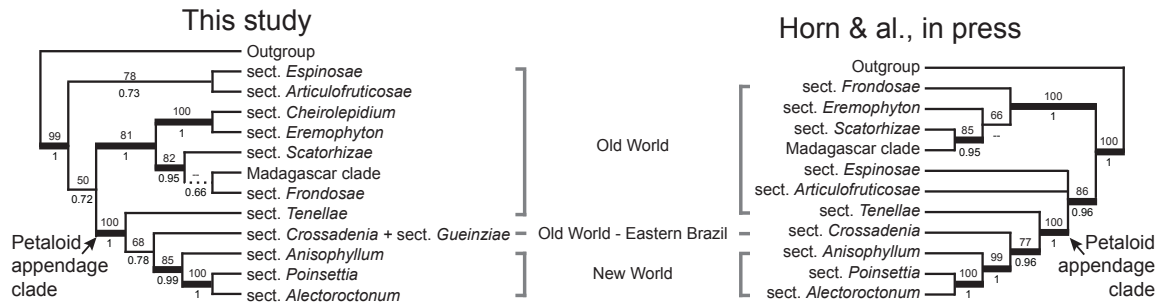 This study
Outgroup
sect. Espinosae
sect. Articulofruticosae
sect. Cheirolepidium
sect. Eremophyton
sect. Scatorhizae
Madagascar clade
sect. Frondosae
sect. Tenellae
sect. Crossadenia + sect. Gueinziae
sect. Anisophyllum
sect. Poinsettia
sect. Alectoroctonum
78
0.73
99
1
100
1
81
1
82
0.95
--
0.66
50
0.72
100
1
68
0.78
85
0.99
100
1
Petaloid
appendage
clade
Old World
Old World - Eastern Brazil
New World
Horn & al., in press
Outgroup
sect. Frondosae
sect. Eremophyton
sect. Scatorhizae
Madagascar clade
sect. Espinosae
sect. Articulofruticosae
sect. Tenellae
sect. Crossadenia
sect. Anisophyllum
sect. Poinsettia
sect. Alectoroctonum
100
1
66
--
85
0.95
100
1
86
0.96
100
1
77
0.96
99
1
100
1
Petaloid
appendage
clade